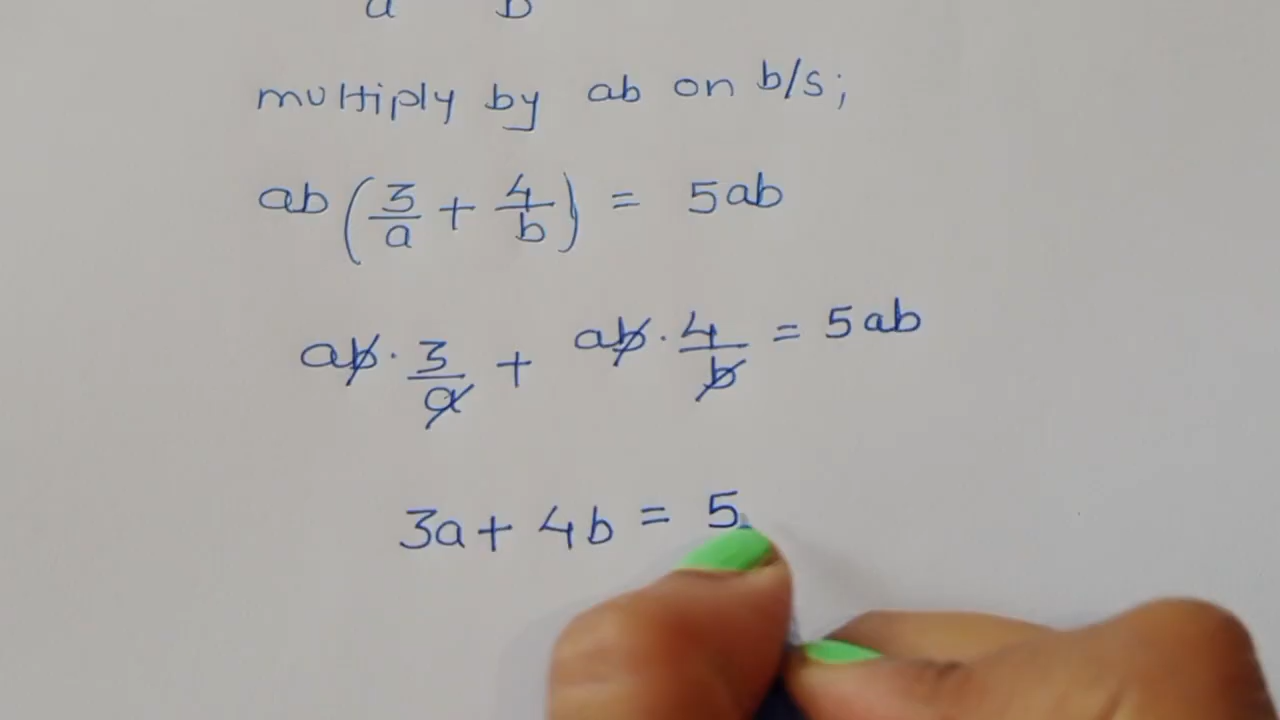 a b
multiply by ab on b/s;
ab(3/a + 4/b) = 5ab
ab · 3/a + ab · 4/b = 5ab
3a + 4b = 5